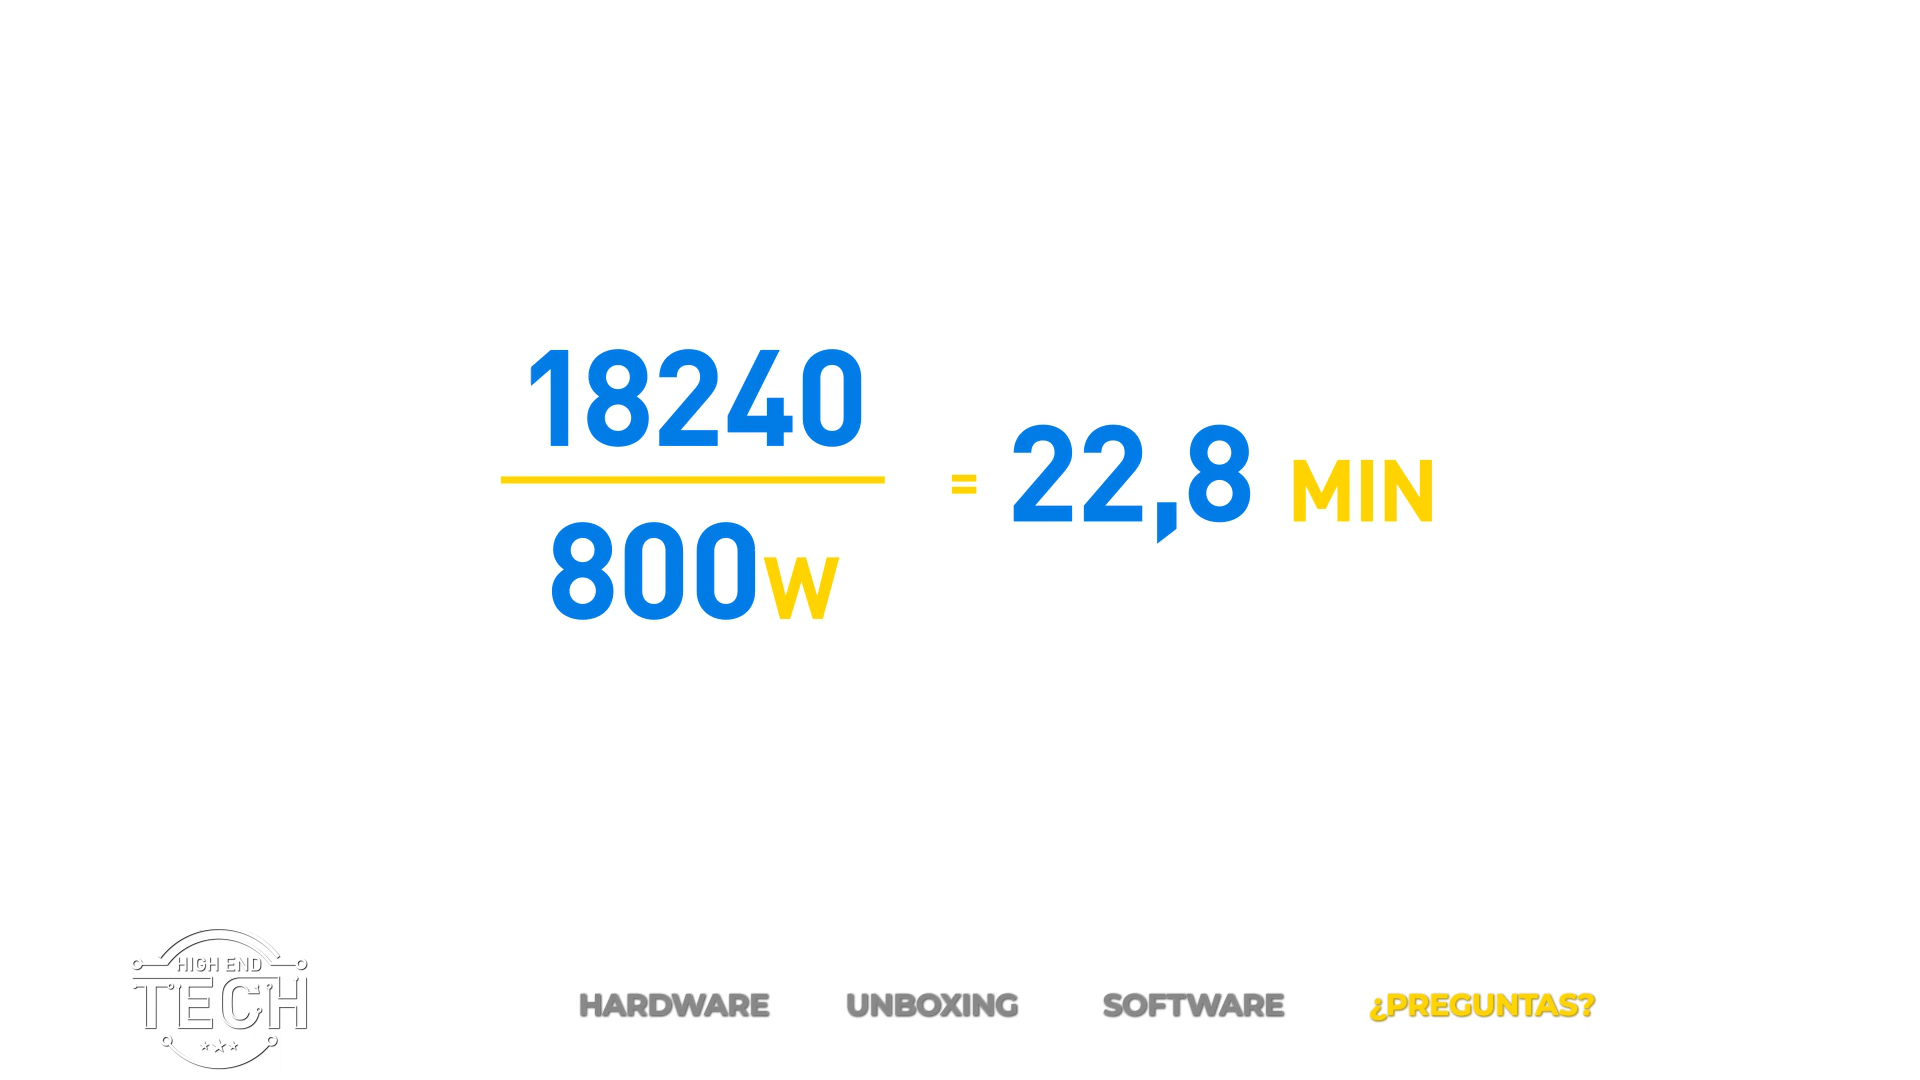 18240
800W
= 22,8 MIN
HIGH END
TECH
HARDWARE UNBOXING SOFTWARE ¿PREGUNTAS?